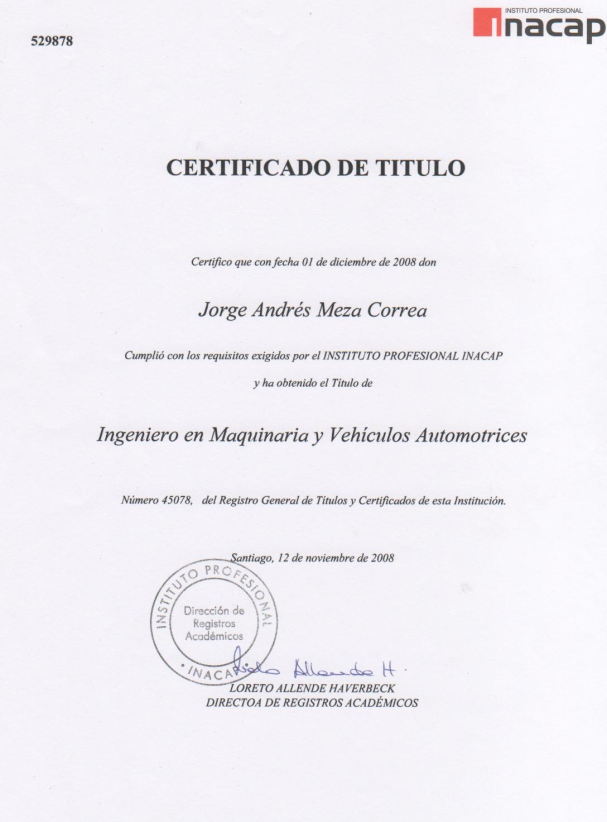 INSTITUTO PROFESIONAL
inacap
529878
CERTIFICADO DE TITULO
Certifico que con fecha 01 de diciembre de 2008 don
Jorge Andrés Meza Correa
Cumplió con los requisitos exigidos por el INSTITUTO PROFESIONAL INACAP
y ha obtenido el Título de
Ingeniero en Maquinaria y Vehículos Automotrices
Número 45078, del Registro General de Títulos y Certificados de esta Institución.
Santiago, 12 de noviembre de 2008
INSTITUTO PROFESIONAL
Dirección de
Registros
Académicos
• INACAP
Loreto Allende H.
LORETO ALLENDE HAVERBECK
DIRECTOA DE REGISTROS ACADÉMICOS